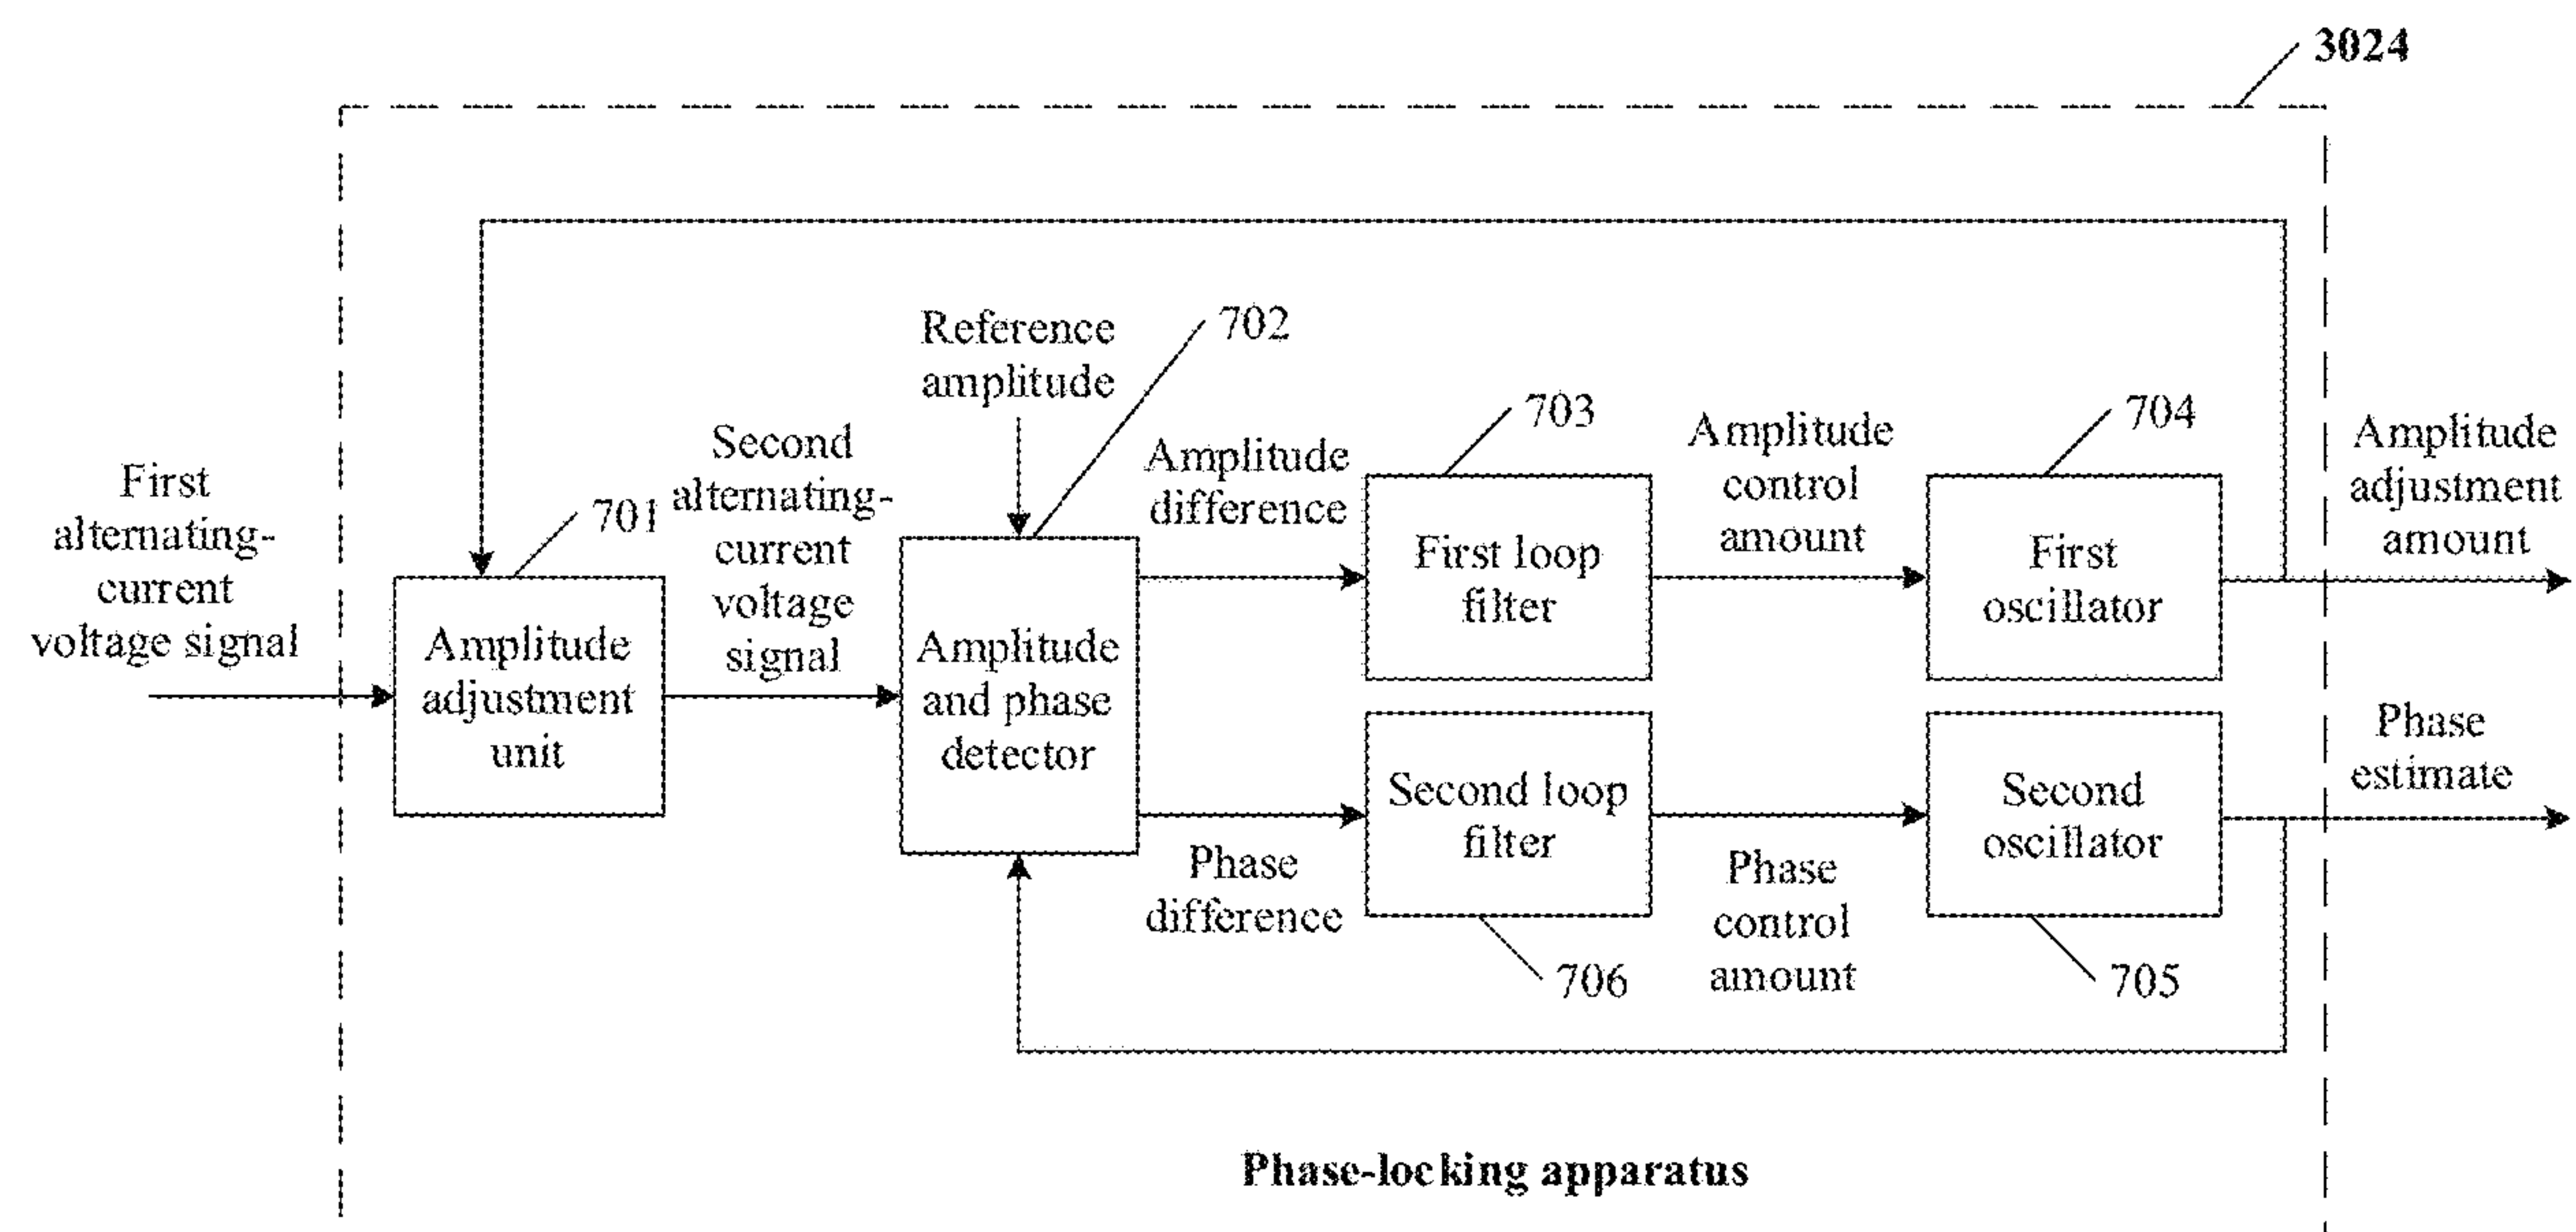 3024
Reference
amplitude
702
First
alternating-
current
voltage signal
701
Second
alternating-
current
voltage
signal
Amplitude
difference
703
Amplitude
control
amount
704
Amplitude
adjustment
amount
Amplitude
adjustment
unit
Amplitude
and phase
detector
First loop
filter
First
oscillator
Second loop
filter
Second
oscillator
Phase
estimate
Phase
difference
706
Phase
control
amount
705
Phase-locking apparatus